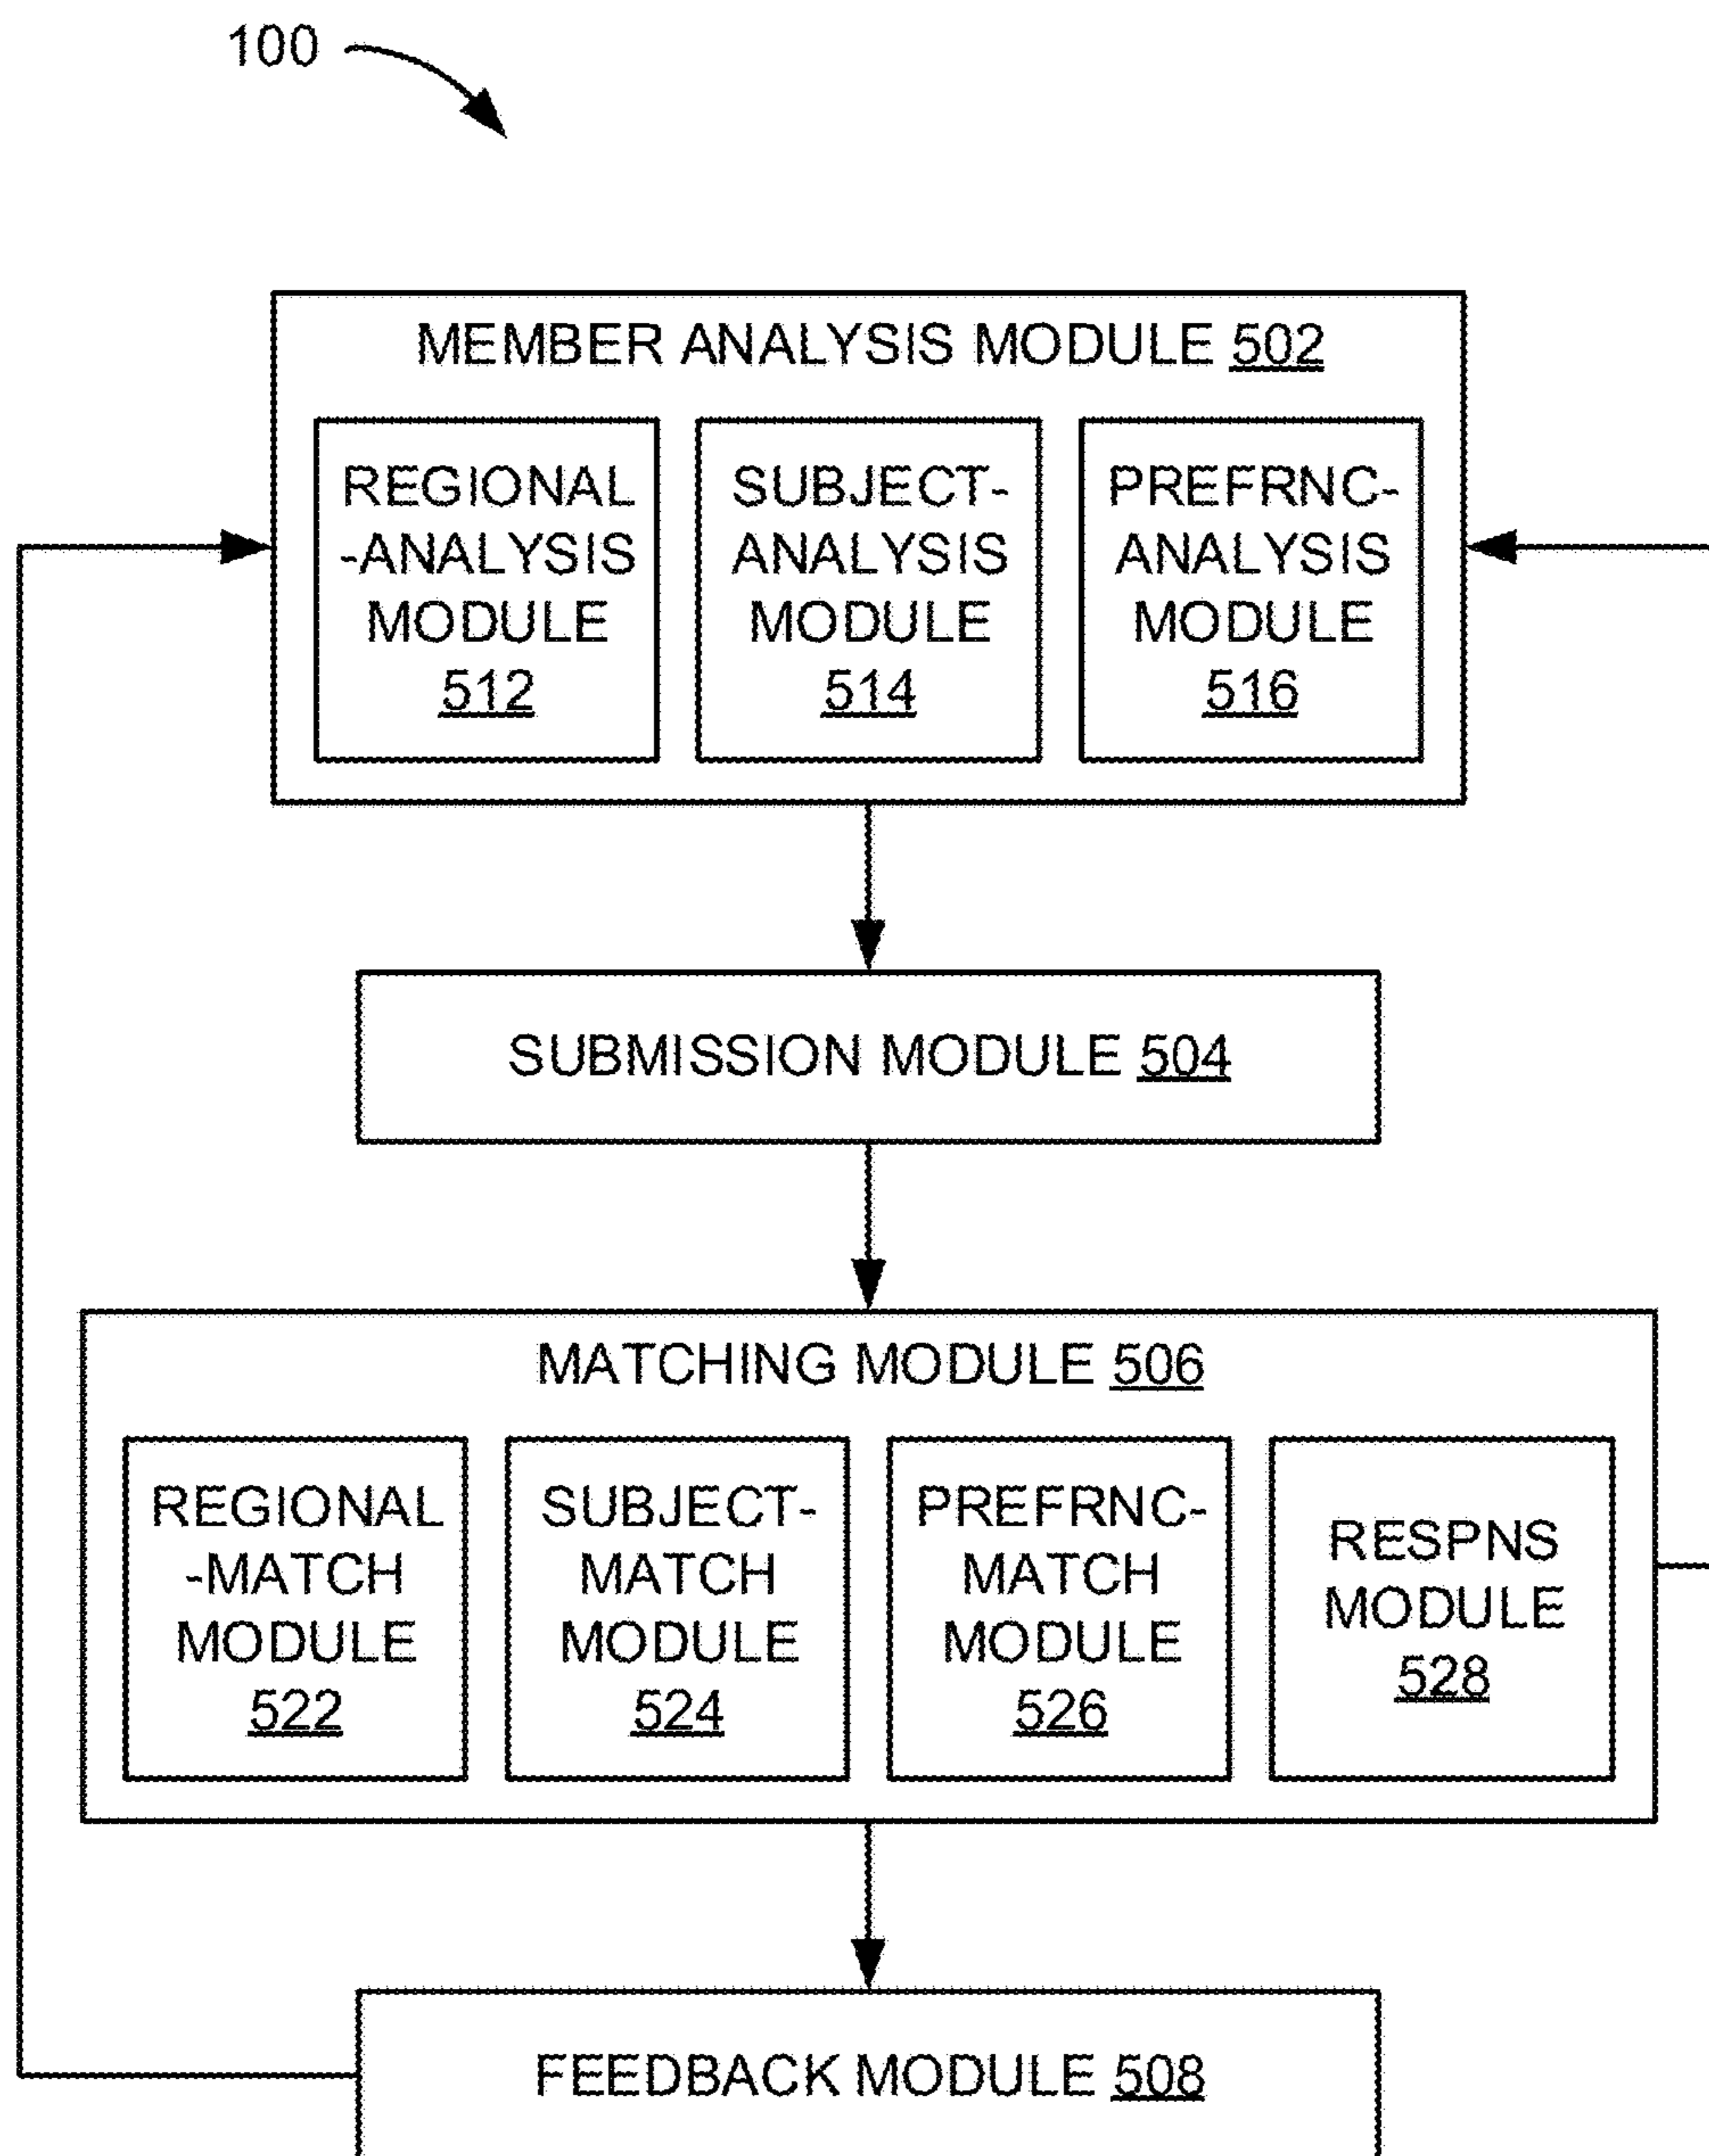 100
MEMBER ANALYSIS MODULE 502
REGIONAL
-ANALYSIS
MODULE
512
SUBJECT-
ANALYSIS
MODULE
514
PREFRNC-
ANALYSIS
MODULE
516
SUBMISSION MODULE 504
MATCHING MODULE 506
REGIONAL
-MATCH
MODULE
522
SUBJECT-
MATCH
MODULE
524
PREFRNC-
MATCH
MODULE
526
RESPNS
MODULE
528
FEEDBACK MODULE 508